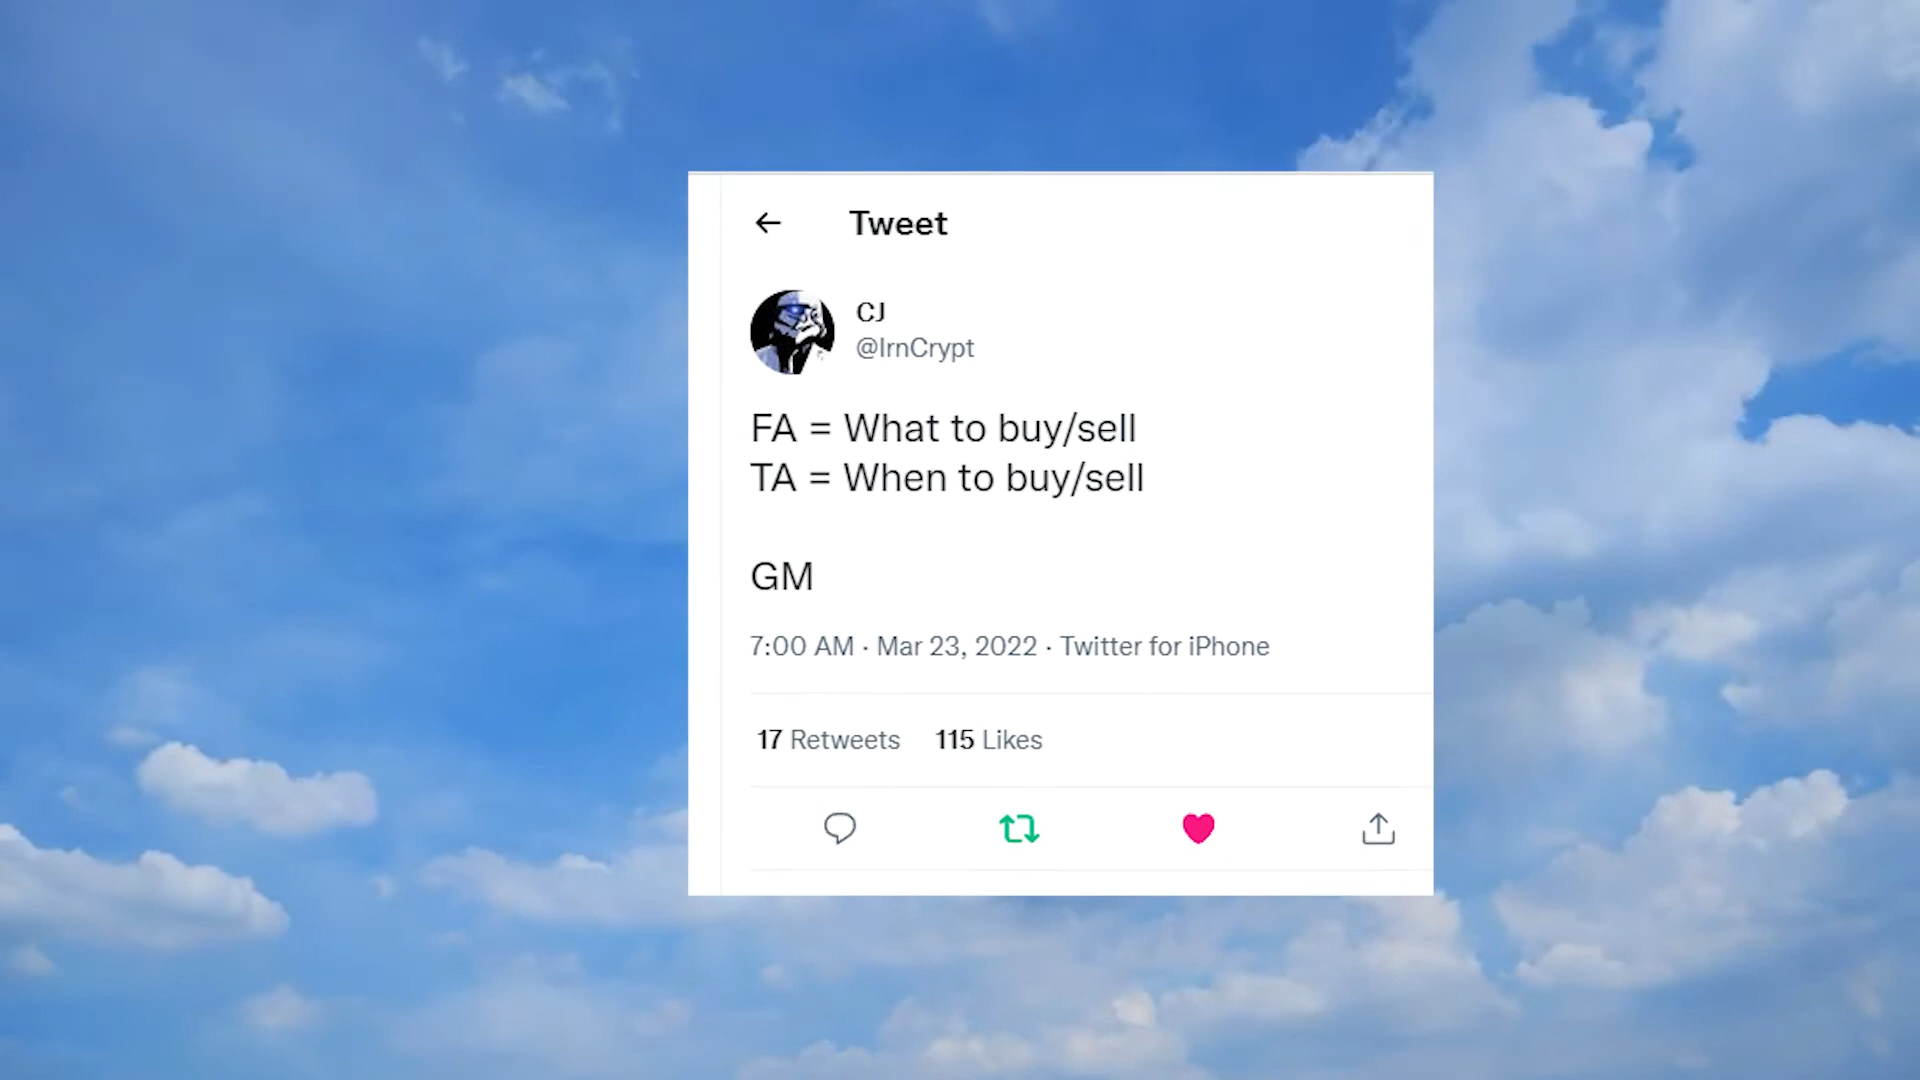 Tweet
CJ
@IrnCrypt
FA = What to buy/sell
TA = When to buy/sell
GM
7:00 AM · Mar 23, 2022 · Twitter for iPhone
17 Retweets 115 Likes